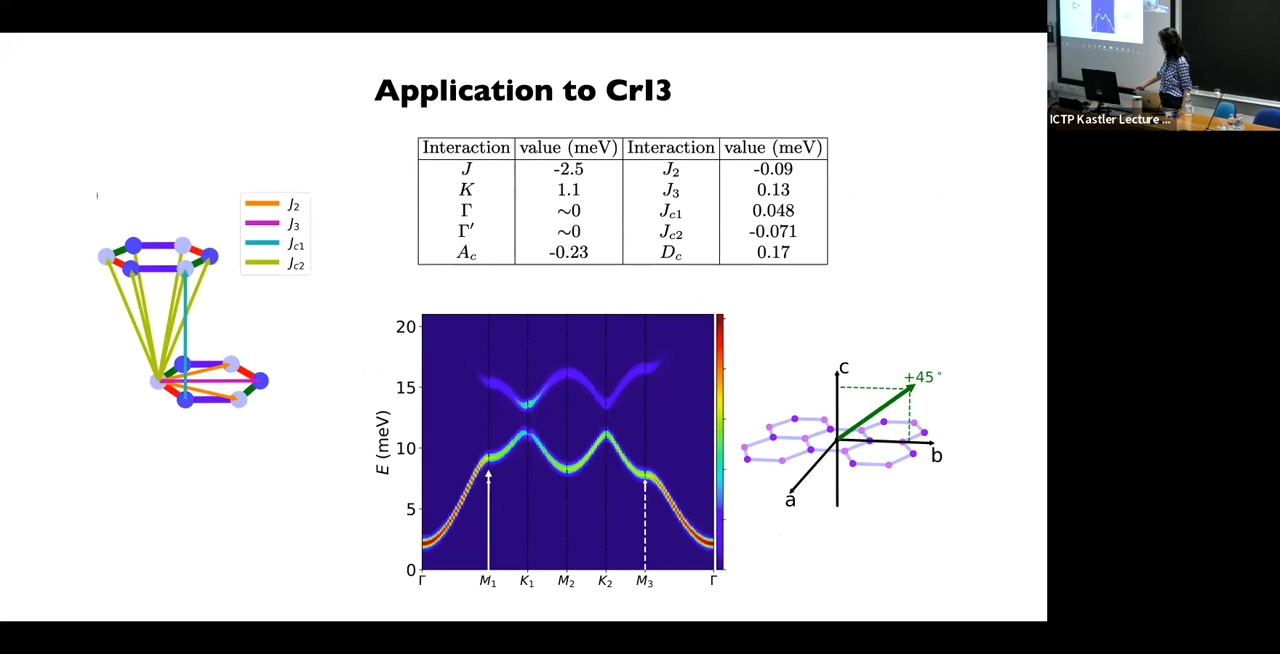 Application to CrI3
Interaction value (meV) Interaction value (meV)
J -2.5 J2 -0.09
K 1.1 J3 0.13
Γ ~0 Jc1 0.048
Γ′ ~0 Jc2 -0.071
Ac -0.23 Dc 0.17
J2
J3
Jc1
Jc2
20
15
10
5
0
E (meV)
Γ M1 K1 M2 K2 M3 Γ
c
+45°
b
a
ICTP Kastler Lecture ...